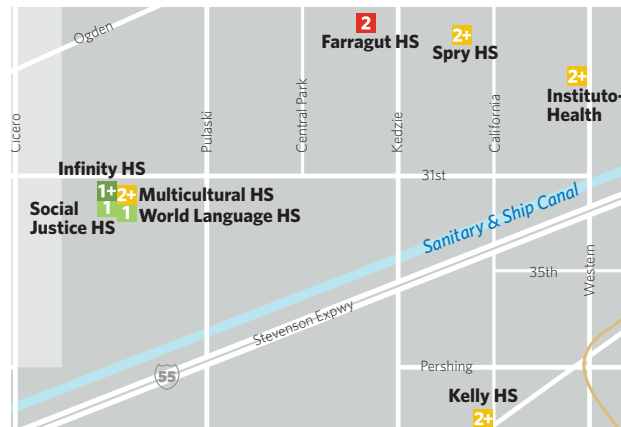 Ogden
2
Farragut HS
2+
Spry HS
2+
Instituto-
Health
Cicero
Pulaski
Central Park
Kedzie
California
31st
Infinity HS
1+
2+
Multicultural HS
Social
Justice HS
1
1
World Language HS
Sanitary & Ship Canal
35th
Western
Stevenson Expwy
55
Pershing
Kelly HS
2+